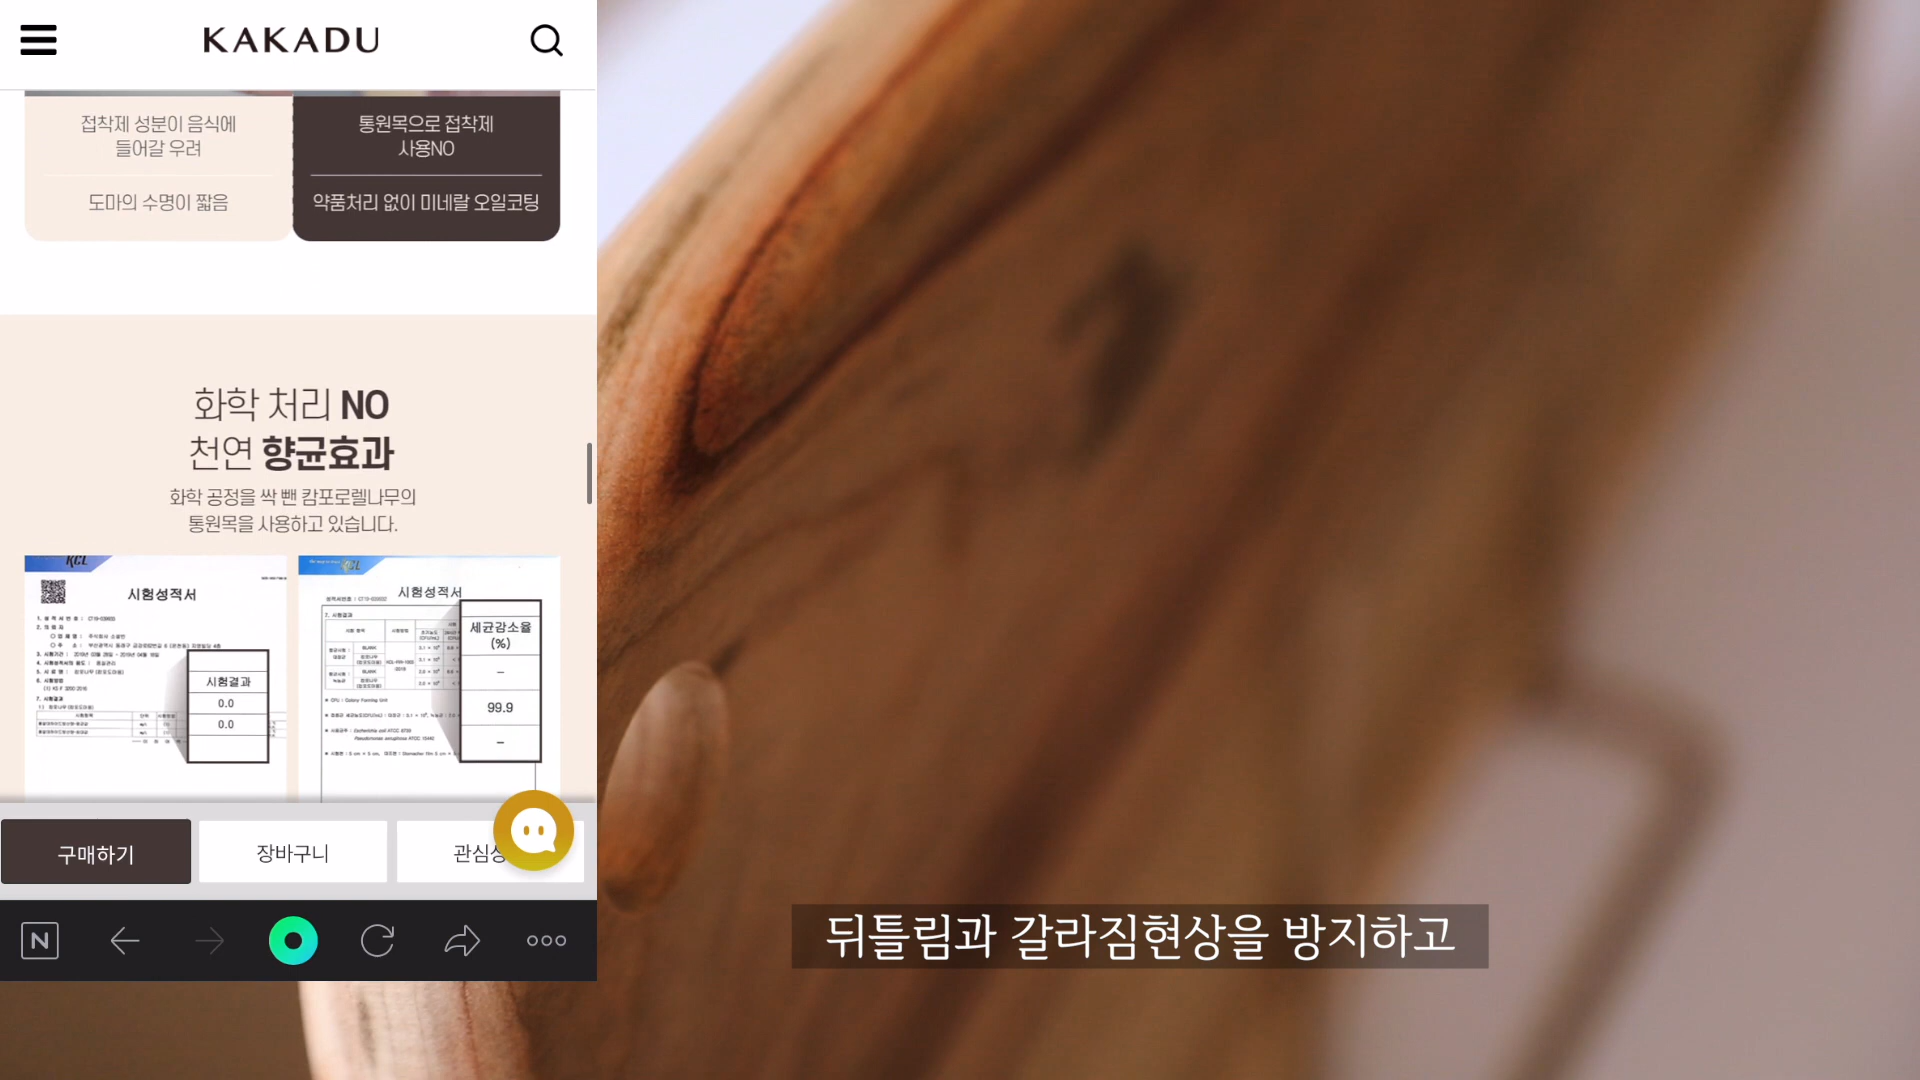 KAKADU
접착제 성분이 음식에
들어갈 우려
도마의 수명이 짧음
통원목으로 접착제
사용NO
약품처리 없이 미네랄 오일코팅
화학 처리 NO
천연 향균효과
화학 공정을 싹 뺀 캄포로렐나무의
통원목을 사용하고 있습니다.
KCL
시험성적서
시험결과
0.0
0.0
시험성적서
세균감소율
(%)
–
99.9
–
구매하기
장바구니
N
뒤틀림과 갈라짐현상을 방지하고